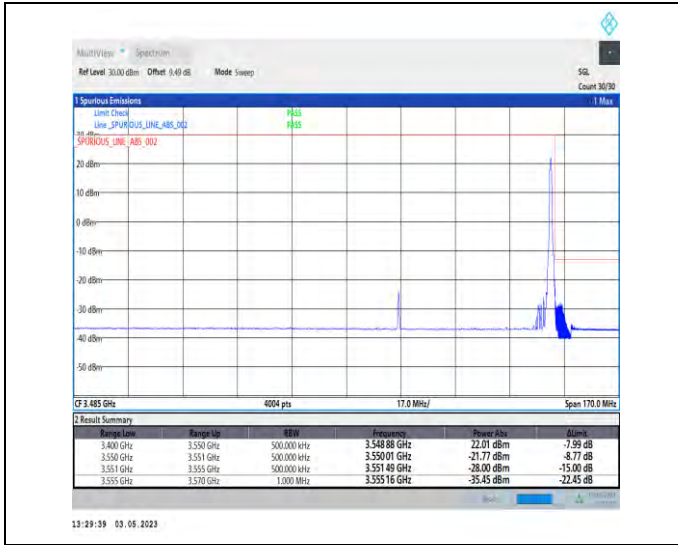 MultiView Spectrum
Ref Level 30.00 dBm Offset 9.49 dB Mode Sweep SGL
Count 30/30
1 Spurious Emissions 1 Max
Limit Check PASS
Line _SPURIOUS_LINE_ABS_002 PASS
30 dBm
_SPURIOUS_LINE_ABS_002
20 dBm
10 dBm
0 dBm
-10 dBm
-20 dBm
-30 dBm
-40 dBm
-50 dBm
CF 3.485 GHz 4004 pts 17.0 MHz/ Span 170.0 MHz
2 Result Summary
Range Low Range Up RBW Frequency Power Abs ΔLimit
3.400 GHz 3.550 GHz 500.000 kHz 3.548 88 GHz 22.01 dBm -7.99 dB
3.550 GHz 3.551 GHz 500.000 kHz 3.550 01 GHz -21.77 dBm -8.77 dB
3.551 GHz 3.555 GHz 500.000 kHz 3.551 49 GHz -28.00 dBm -15.00 dB
3.555 GHz 3.570 GHz 1.000 MHz 3.555 16 GHz -35.45 dBm -22.45 dB
13:29:39 03.05.2023